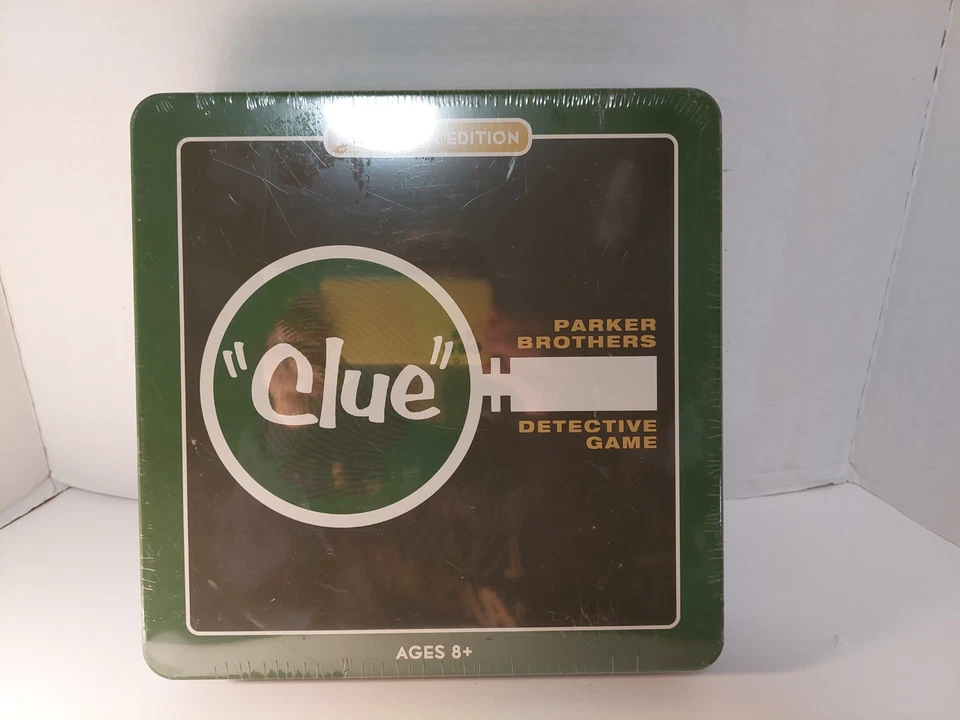 EDITION
"Clue"
PARKER
BROTHERS
DETECTIVE
GAME
AGES 8+